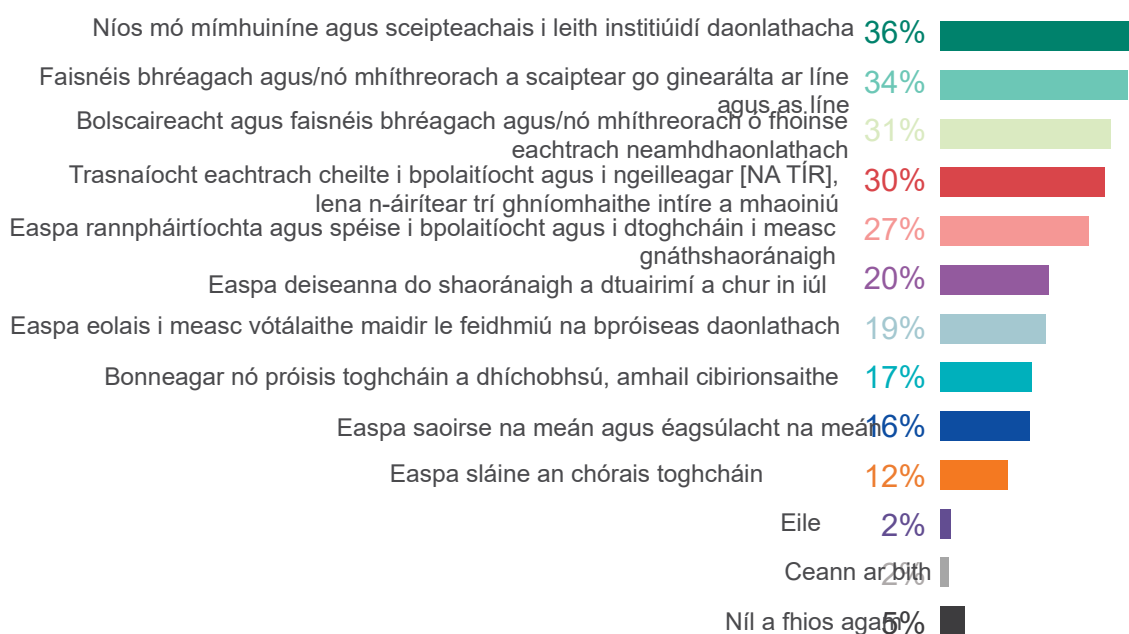 Níos mó mímhuiníne agus sceipteachais i leith institiúidí daonlathacha 36%
Faisnéis bhréagach agus/nó mhíthreorach a scaiptear go ginearálta ar líne 34%
agus as líne
Bolscaireacht agus faisnéis bhréagach agus/nó mhíthreorach ó fhoinse 31%
eachtrach neamhdhaonlathach
Trasnaíocht eachtrach cheilte i bpolaitíocht agus i ngeilleagar [NA TÍR], 30%
lena n-áirítear trí ghníomhaithe intíre a mhaoiniú
Easpa rannpháirtíochta agus spéise i bpolaitíocht agus i dtoghcháin i measc 27%
gnáthshaoránaigh
Easpa deiseanna do shaoránaigh a dtuairimí a chur in iúl 20%
Easpa eolais i measc vótálaithe maidir le feidhmiú na bpróiseas daonlathach 19%
Bonneagar nó próisis toghcháin a dhíchobhsú, amhail cibirionsaithe 17%
Easpa saoirse na meán agus éagsúlacht na meán 16%
Easpa sláine an chórais toghcháin 12%
Eile 2%
Ceann ar bith 2%
Níl a fhios agam 5%